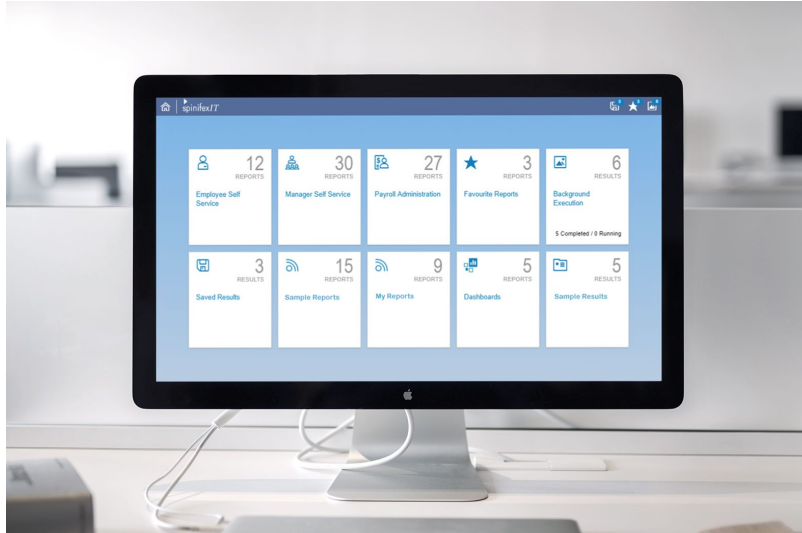 spinifexIT
12
REPORTS
Employee Self
Service
30
REPORTS
Manager Self Service
27
REPORTS
Payroll Administration
3
REPORTS
Favourite Reports
6
RESULTS
Background
Execution
5 Completed / 0 Running
3
RESULTS
Saved Results
15
REPORTS
Sample Reports
9
REPORTS
My Reports
5
REPORTS
Dashboards
5
RESULTS
Sample Results